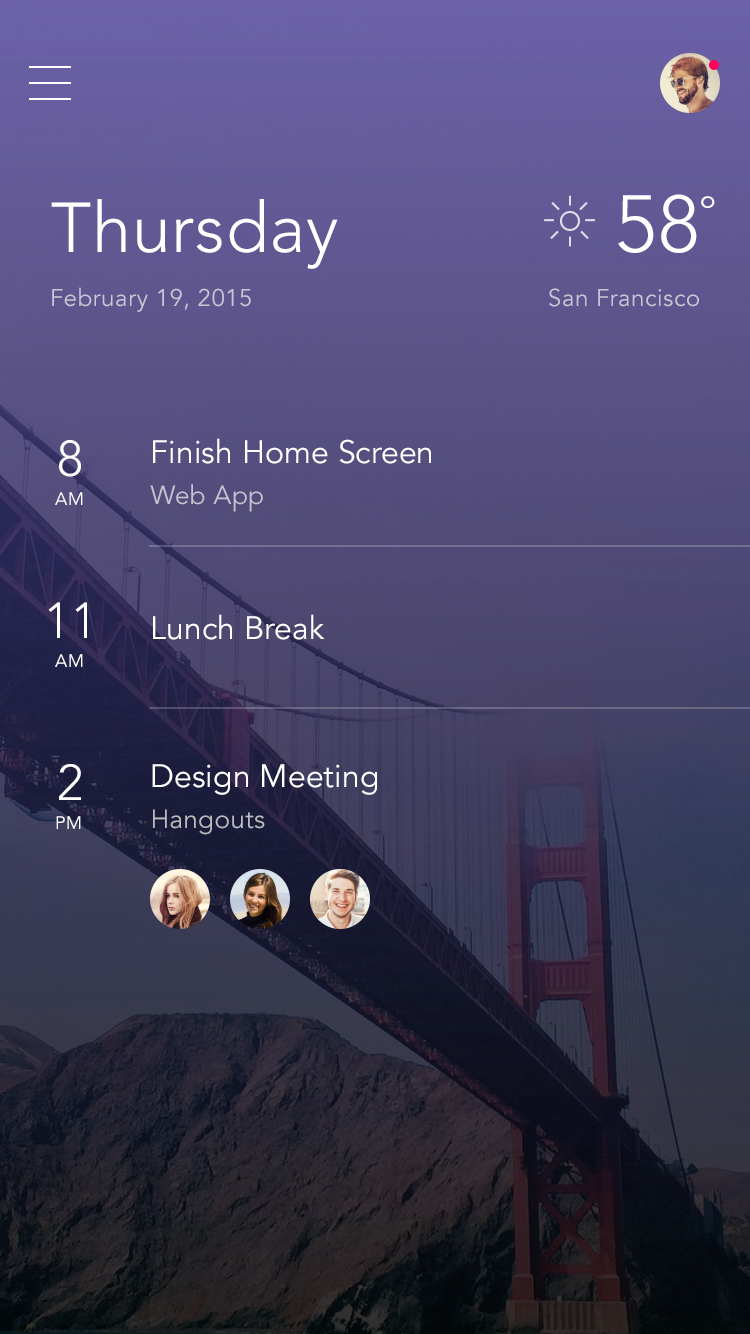 Thursday
58°
February 19, 2015
San Francisco
8
AM
Finish Home Screen
Web App
11
AM
Lunch Break
2
PM
Design Meeting
Hangouts